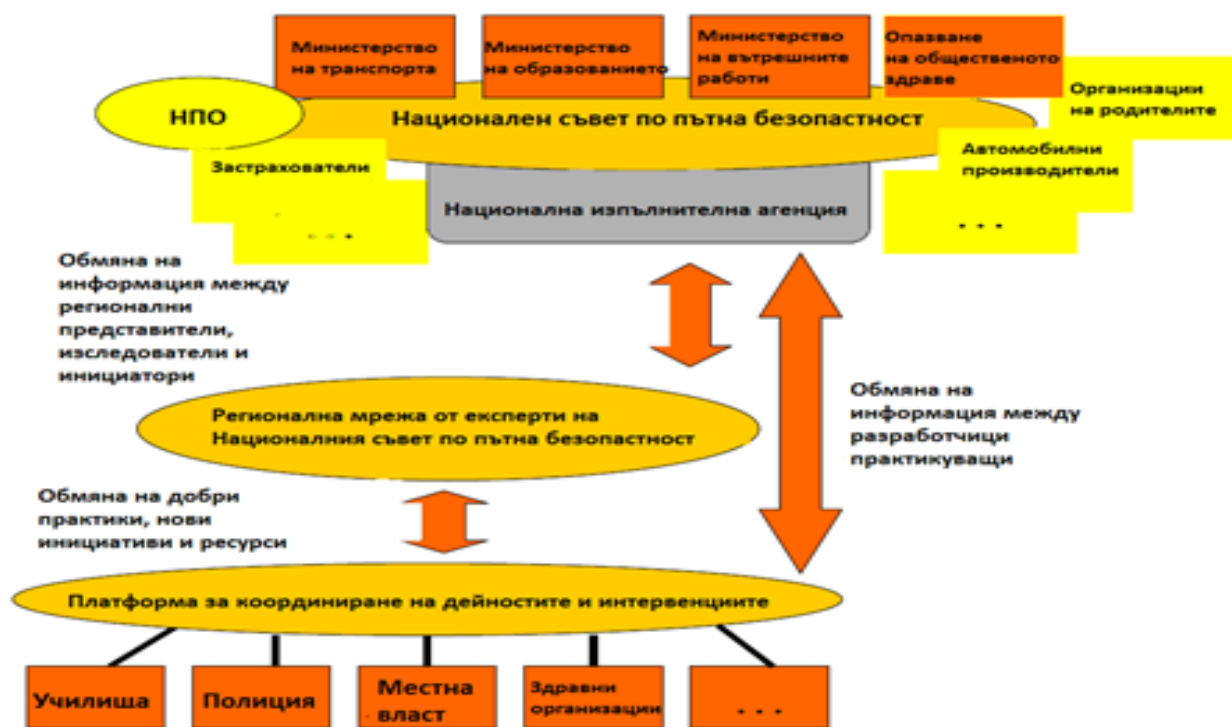 Министерство
на транспорта
Министерство
на образованието
Министерство
на вътрешните
работи
Опазване
на общественото
здраве
Организации
на родителите
НПО
Национален съвет по пътна безопастност
Застрахователи
. . .
Автомобилни
производители
. . .
Национална изпълнителна агенция
Обмяна на
информация между
регионални
представители,
изследователи и
инициатори
Регионална мрежа от експерти на
Националния съвет по пътна безопастност
Обмяна на
информация между
разработчици
практикуващи
Обмяна на добри
практики, нови
инициативи и ресурси
Платформа за координиране на дейностите и интервенциите
Училиша
Полиция
Местна
власт
Здравни
организации
. . .